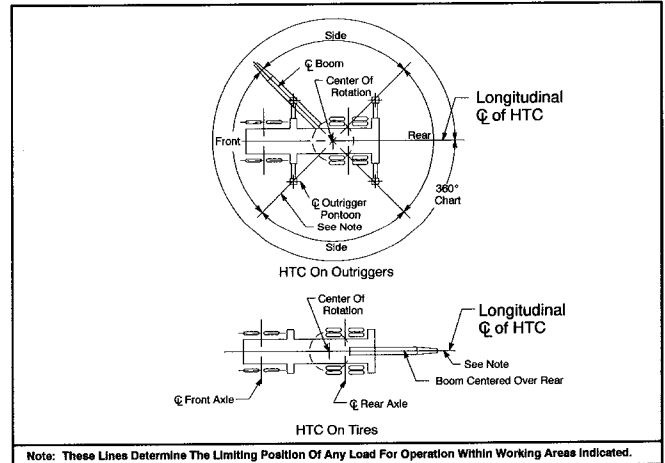 Side
℄ Boom
Center Of
Rotation
Longitudinal
℄ of HTC
Front
Rear
360°
Chart
℄ Outrigger
Pontoon
See Note
Side
HTC On Outriggers
Center Of
Rotation
Longitudinal
℄ of HTC
See Note
Boom Centered Over Rear
℄ Front Axle
℄ Rear Axle
HTC On Tires
Note: These Lines Determine The Limiting Position Of Any Load For Operation Within Working Areas Indicated.